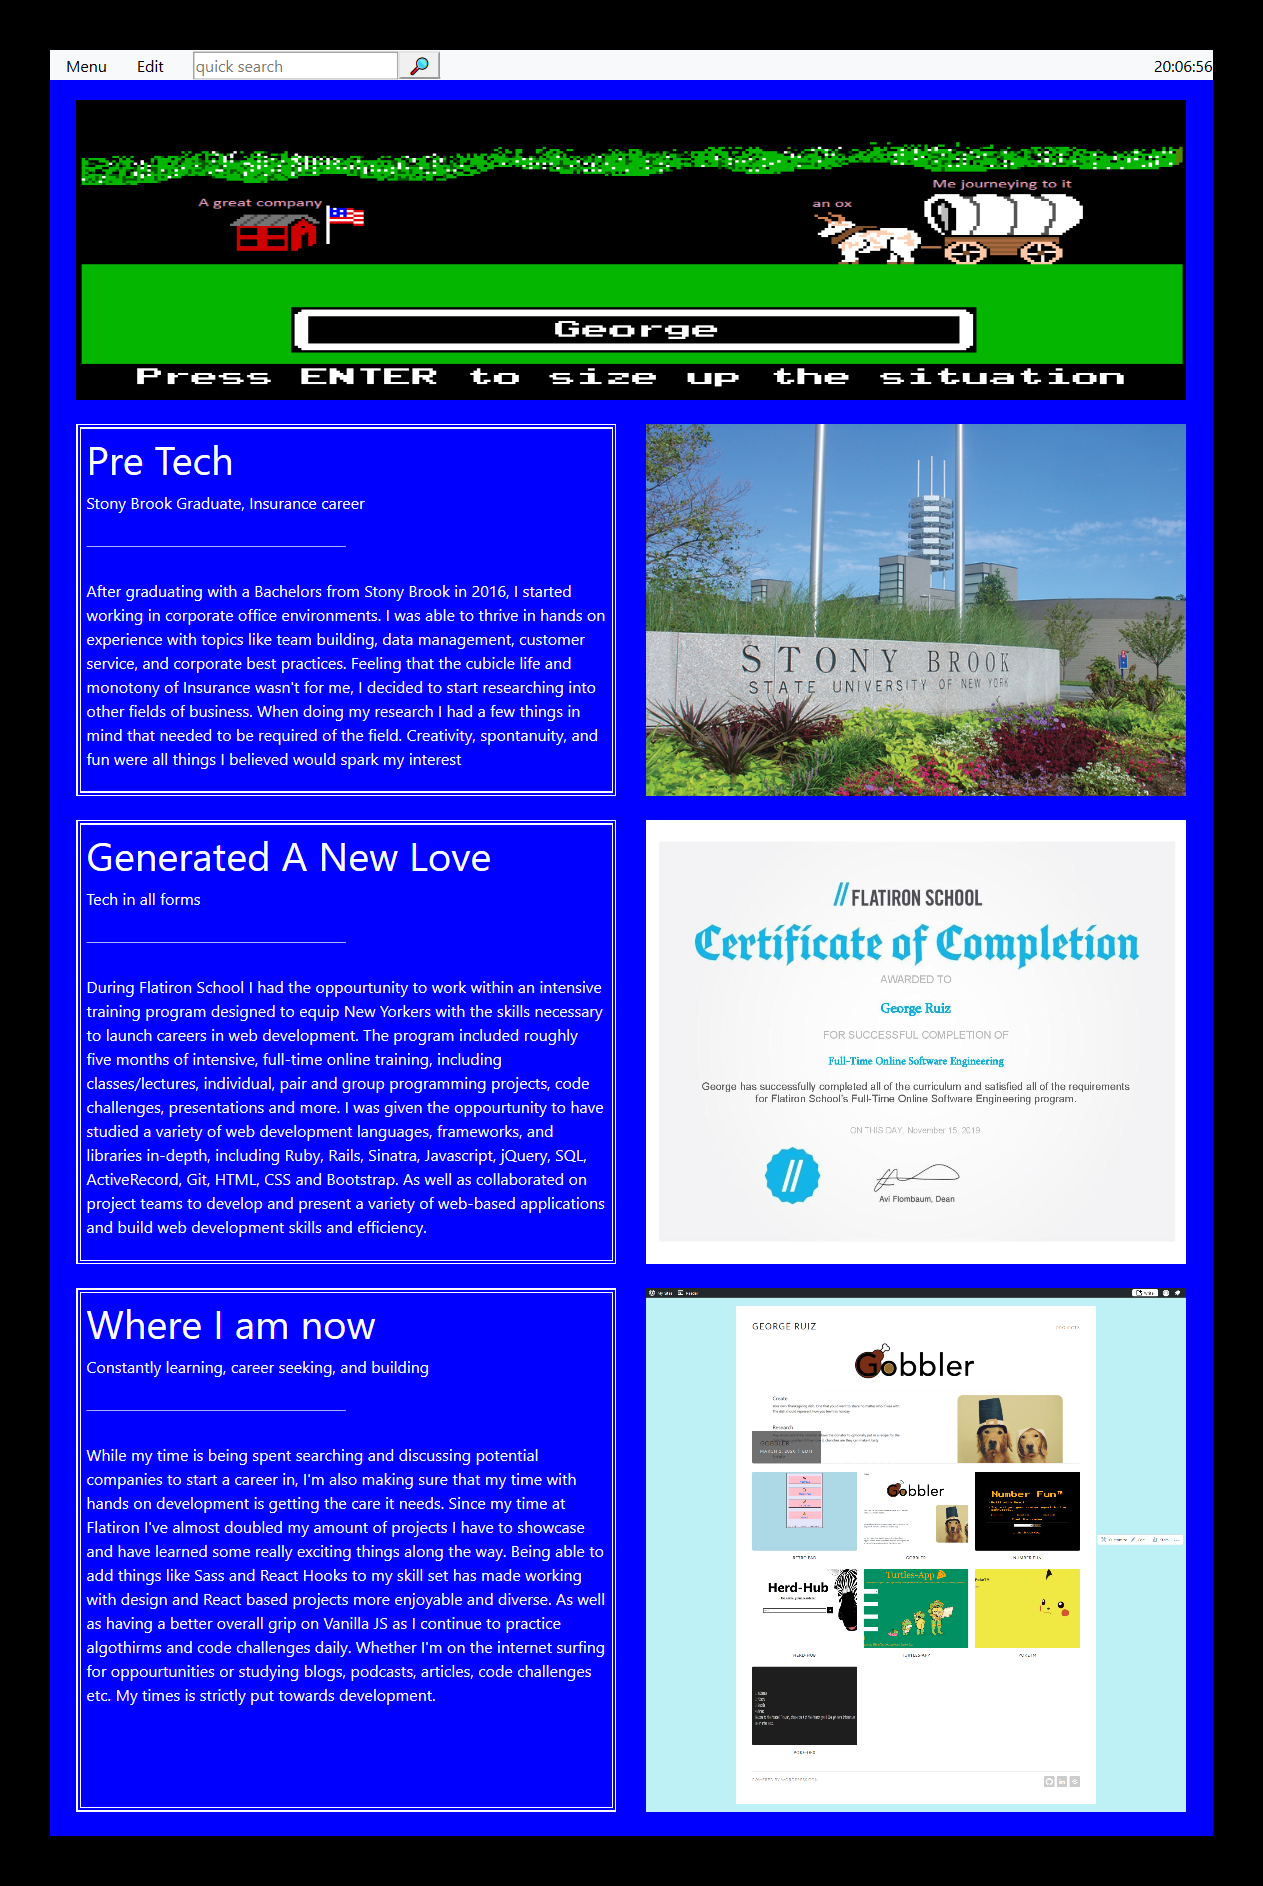 Menu Edit quick search 20:06:56
Me journeying to it
A great company
an ox
George
Press ENTER to size up the situation
Pre Tech
Stony Brook Graduate, Insurance career
After graduating with a Bachelors from Stony Brook in 2016, I started
working in corporate office environments. I was able to thrive in hands on
experience with topics like team building, data management, customer
service, and corporate best practices. Feeling that the cubicle life and
monotony of Insurance wasn't for me, I decided to start researching into
other fields of business. When doing my research I had a few things in
mind that needed to be required of the field. Creativity, spontanuity, and
fun were all things I believed would spark my interest
STONY BROOK
STATE UNIVERSITY OF NEW YORK
Generated A New Love
Tech in all forms
During Flatiron School I had the oppourtunity to work within an intensive
training program designed to equip New Yorkers with the skills necessary
to launch careers in web development. The program included roughly
five months of intensive, full-time online training, including
classes/lectures, individual, pair and group programming projects, code
challenges, presentations and more. I was given the oppourtunity to have
studied a variety of web development languages, frameworks, and
libraries in-depth, including Ruby, Rails, Sinatra, Javascript, jQuery, SQL,
ActiveRecord, Git, HTML, CSS and Bootstrap. As well as collaborated on
project teams to develop and present a variety of web-based applications
and build web development skills and efficiency.
// FLATIRON SCHOOL
Certificate of Completion
AWARDED TO
George Ruiz
FOR SUCCESSFUL COMPLETION OF
Full-Time Online Software Engineering
George has successfully completed all of the curriculum and satisfied all of the requirements
for Flatiron School's Full-Time Online Software Engineering program.
ON THIS DAY, November 15, 2019
//
Avi Flombaum, Dean
Where I am now
Constantly learning, career seeking, and building
While my time is being spent searching and discussing potential
companies to start a career in, I'm also making sure that my time with
hands on development is getting the care it needs. Since my time at
Flatiron I've almost doubled my amount of projects I have to showcase
and have learned some really exciting things along the way. Being able to
add things like Sass and React Hooks to my skill set has made working
with design and React based projects more enjoyable and diverse. As well
as having a better overall grip on Vanilla JS as I continue to practice
algothirms and code challenges daily. Whether I'm on the internet surfing
for oppourtunities or studying blogs, podcasts, articles, code challenges
etc. My times is strictly put towards development.
My Sites Reader Write
GEORGE RUIZ PROJECTS
Gobbler
Create
Research
GOBBLER
Gobbler
Number Fun™
RETRO PAD GOBBLER NUMBER FUN
Herd-Hub
Turtles-App
PokeTM
HERD-HUB TURTLES-APP POKETM